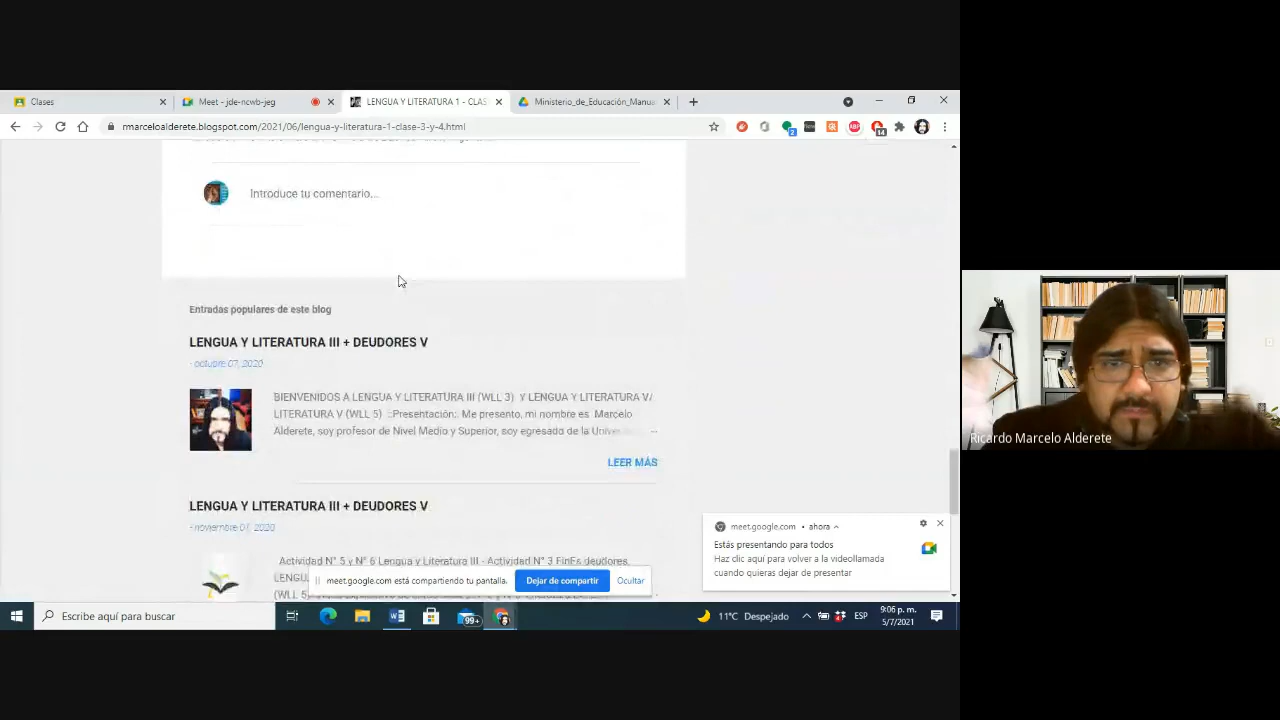 Clases
Meet - jde-ncwb-jeg
LENGUA Y LITERATURA 1 - CLAS
Ministerio_de_Educación_Manua
marceloalderete.blogspot.com/2021/06/lengua-y-literatura-1-clase-3-y-4.html
2
ABP
14
Introduce tu comentario...
Entradas populares de este blog
LENGUA Y LITERATURA III + DEUDORES V
- octubre 07, 2020
BIENVENIDOS A LENGUA Y LITERATURA III (WLL 3) Y LENGUA Y LITERATURA V/
LITERATURA V (WLL 5) ::Presentación:. Me presento, mi nombre es Marcelo
Alderete, soy profesor de Nivel Medio y Superior, soy egresado de la
LEER MÁS
LENGUA Y LITERATURA III + DEUDORES V
- noviembre 01, 2020
Actividad N° 5 y N° 6 Lengua y Literatura III - Actividad N° 3 FinEs deudores,
meet.google.com está compartiendo tu pantalla.
Dejar de compartir
Ocultar
meet.google.com • ahora
Estás presentando para todos
Haz clic aquí para volver a la videollamada
cuando quieras dejar de presentar
Ricardo Marcelo Alderete
Escribe aquí para buscar
99+
11°C Despejado
ESP
9:06 p. m.
5/7/2021